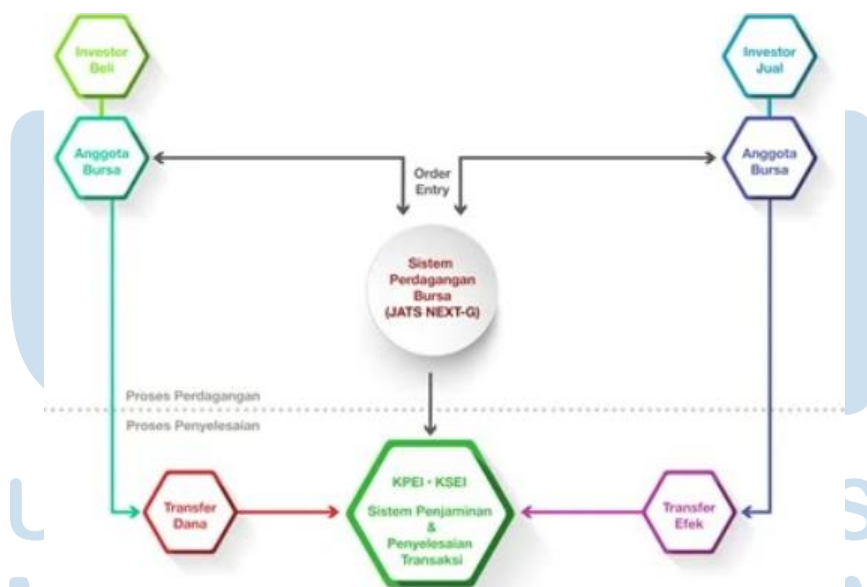 Investor
Beli
Investor
Jual
Anggota
Bursa
Anggota
Bursa
Order
Entry
Sistem
Perdagangan
Bursa
(JATS NEXT-G)
Proses Perdagangan
Proses Penyelesaian
Transfer
Dana
KPEI • KSEI
Sistem Penjaminan
&
Penyelesaian
Transaksi
Transfer
Efek